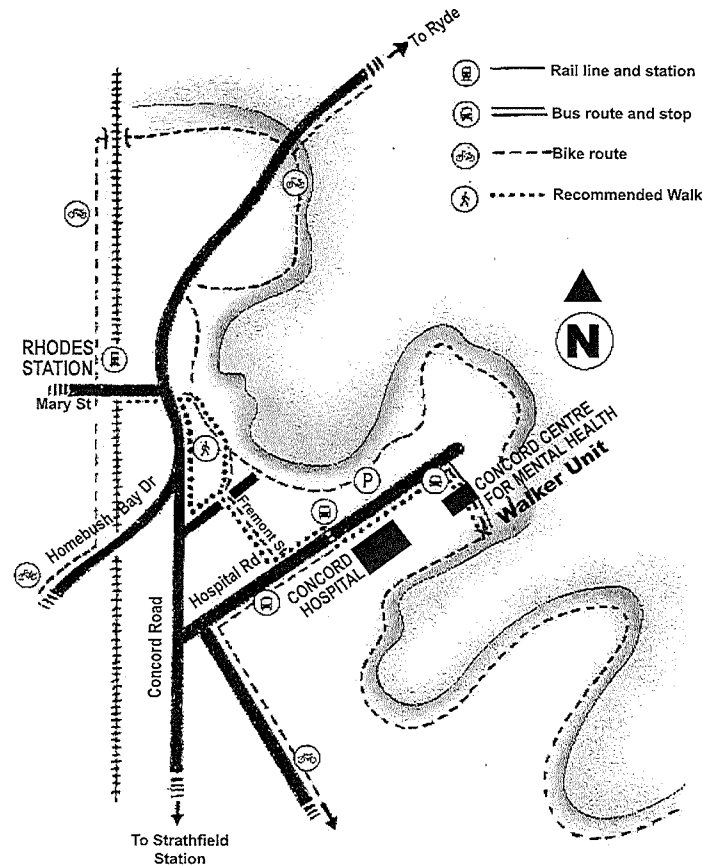 To Ryde
Rail line and station
Bus route and stop
Bike route
Recommended Walk
N
RHODES
STATION
Mary St
CONCORD CENTRE
FOR MENTAL HEALTH
Walker Unit
P
Homebush Bay Dr
Fremont St
Hospital Rd
CONCORD
HOSPITAL
Concord Road
To Strathfield
Station